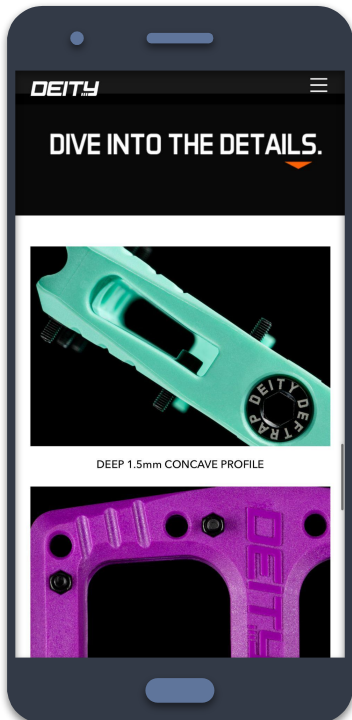 DEITY
DIVE INTO THE DETAILS.
DEITY DEFTRAP
DEEP 1.5mm CONCAVE PROFILE
DEITY